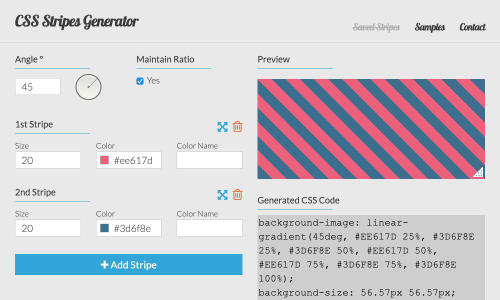 CSS Stripes Generator
Saved Stripes Samples Contact
Angle ° Maintain Ratio Preview
45 Yes
1st Stripe
Size Color Color Name
20 #ee617d
2nd Stripe
Size Color Color Name
20 #3d6f8e
+ Add Stripe
Generated CSS Code
background-image: linear-
gradient(45deg, #EE617D 25%, #3D6F8E
25%, #3D6F8E 50%, #EE617D 50%,
#EE617D 75%, #3D6F8E 75%, #3D6F8E
100%);
background-size: 56.57px 56.57px;